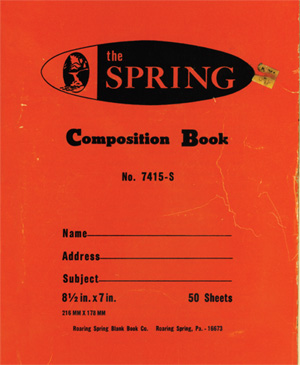 the
SPRING
Composition Book
No. 7415-S
Name
Address
Subject
8½ in. x 7 in. 50 Sheets
216 MM X 178 MM
Roaring Spring Blank Book Co. Roaring Spring, Pa. - 16673